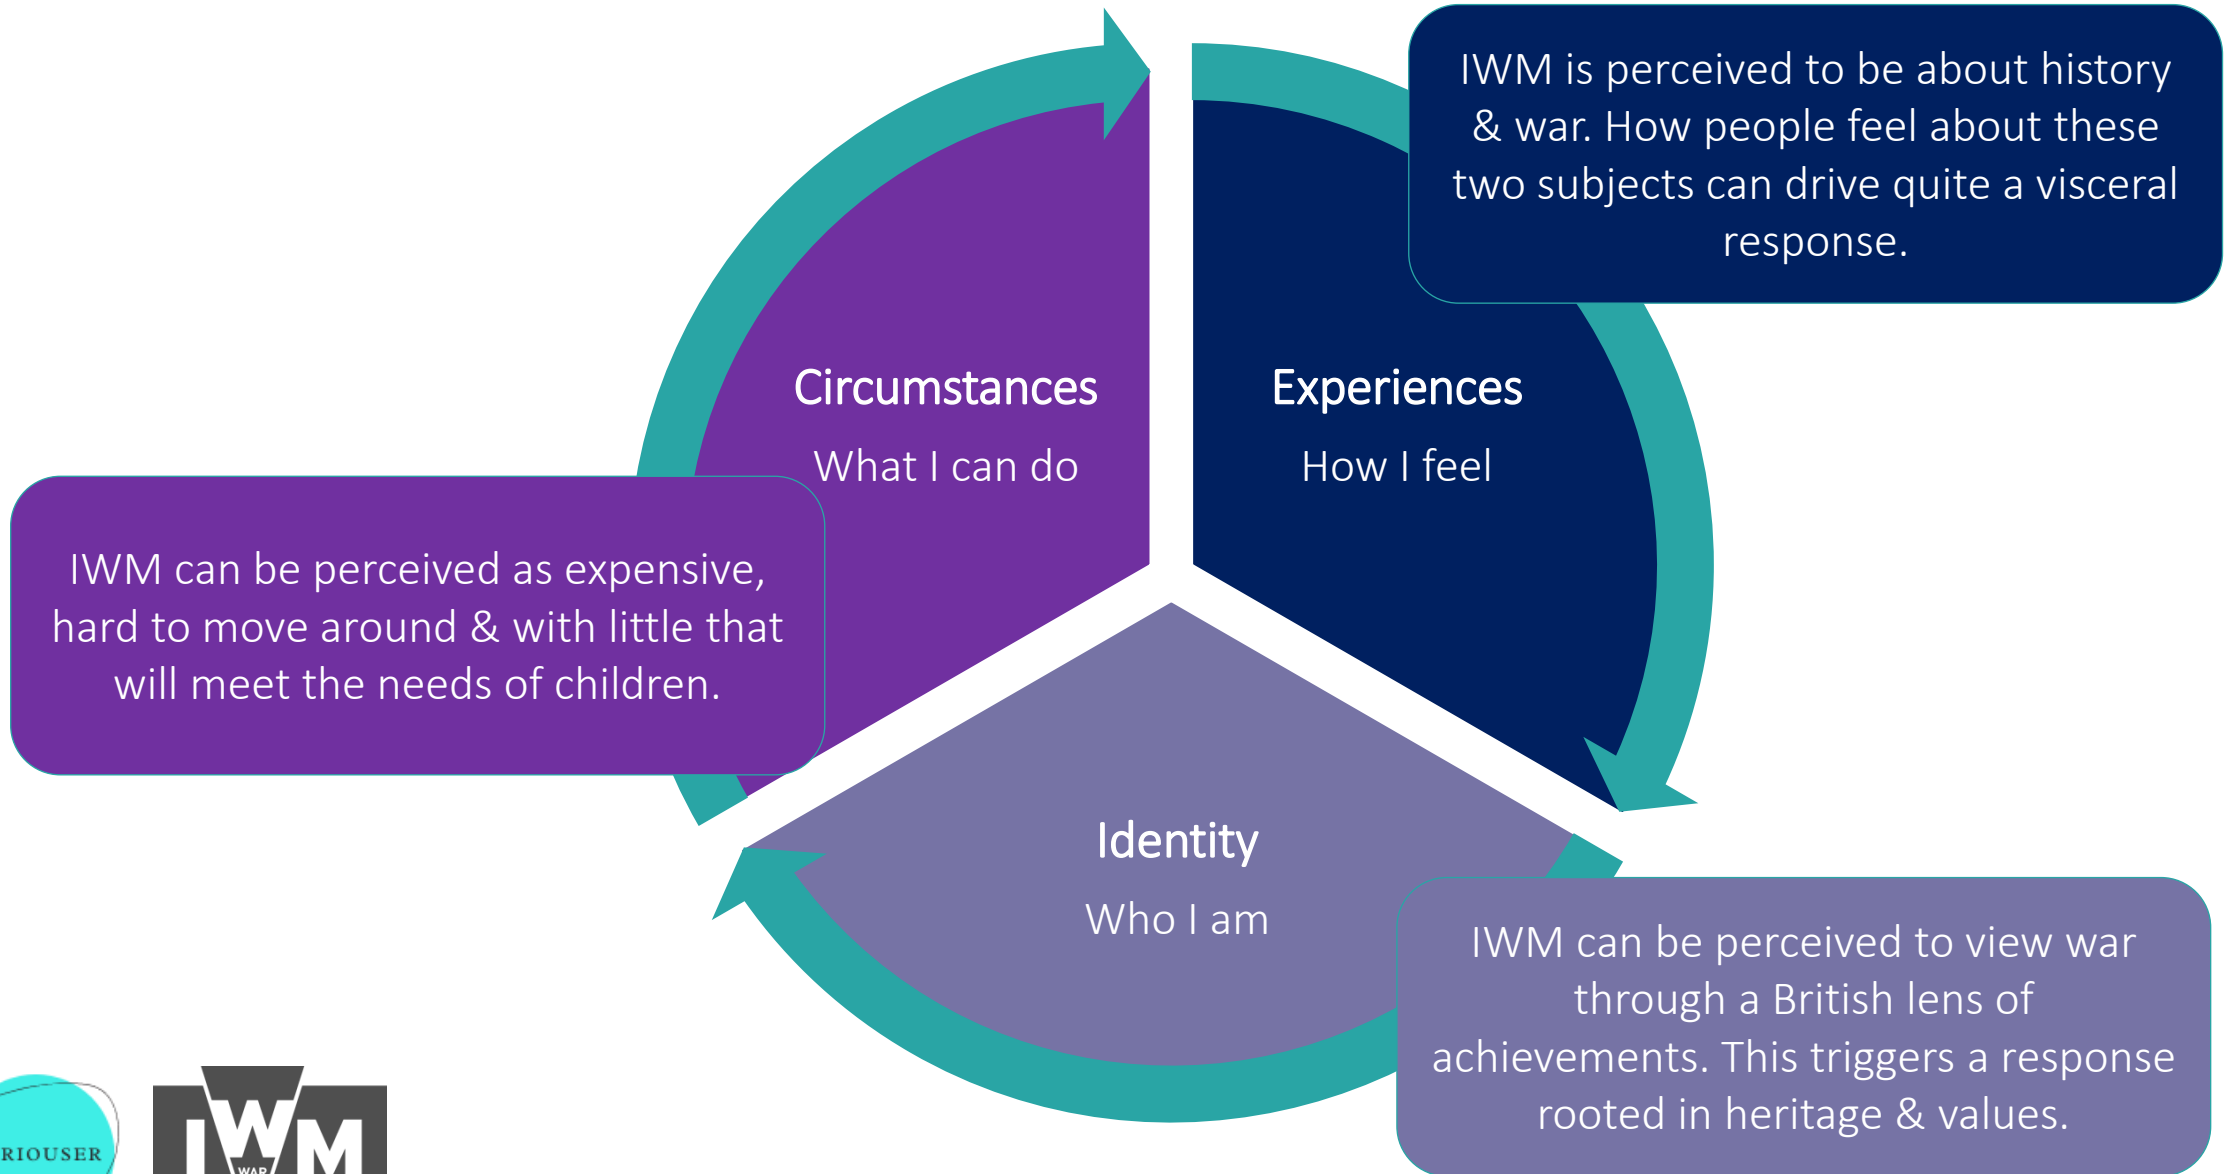 IWM is perceived to be about history
& war. How people feel about these
two subjects can drive quite a visceral
response.
Circumstances
What I can do
Experiences
How I feel
IWM can be perceived as expensive,
hard to move around & with little that
will meet the needs of children.
Identity
Who I am
IWM can be perceived to view war
through a British lens of
achievements. This triggers a response
rooted in heritage & values.
RIOUSER
IWM
WAR